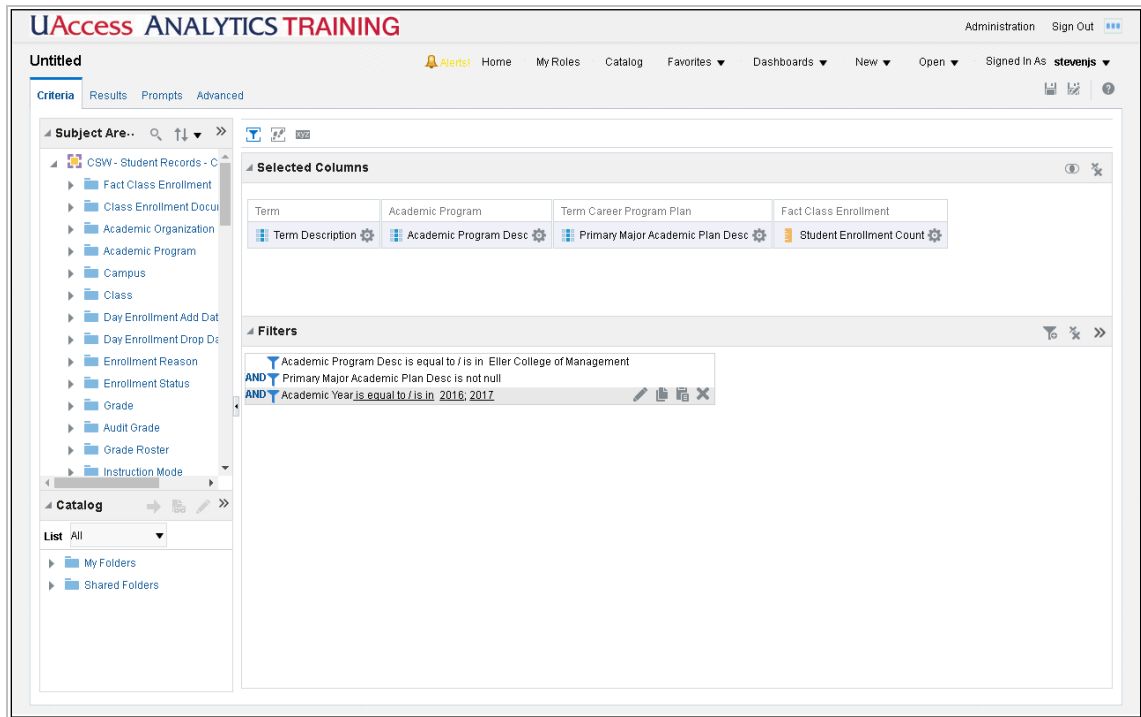 UAccess ANALYTICS TRAINING
Administration Sign Out
Untitled
Alerts! Home My Roles Catalog Favorites Dashboards New Open Signed In As stevenjs
Criteria Results Prompts Advanced
Subject Are..
CSW - Student Records - C
Fact Class Enrollment
Class Enrollment Docu
Academic Organization
Academic Program
Campus
Class
Day Enrollment Add Dat
Day Enrollment Drop Da
Enrollment Reason
Enrollment Status
Grade
Audit Grade
Grade Roster
Instruction Mode
Catalog
List All
My Folders
Shared Folders
xyz
Selected Columns
Term Academic Program Term Career Program Plan Fact Class Enrollment
Term Description Academic Program Desc Primary Major Academic Plan Desc Student Enrollment Count
Filters
Academic Program Desc is equal to / is in Eller College of Management
AND Primary Major Academic Plan Desc is not null
AND Academic Year is equal to / is in 2016; 2017